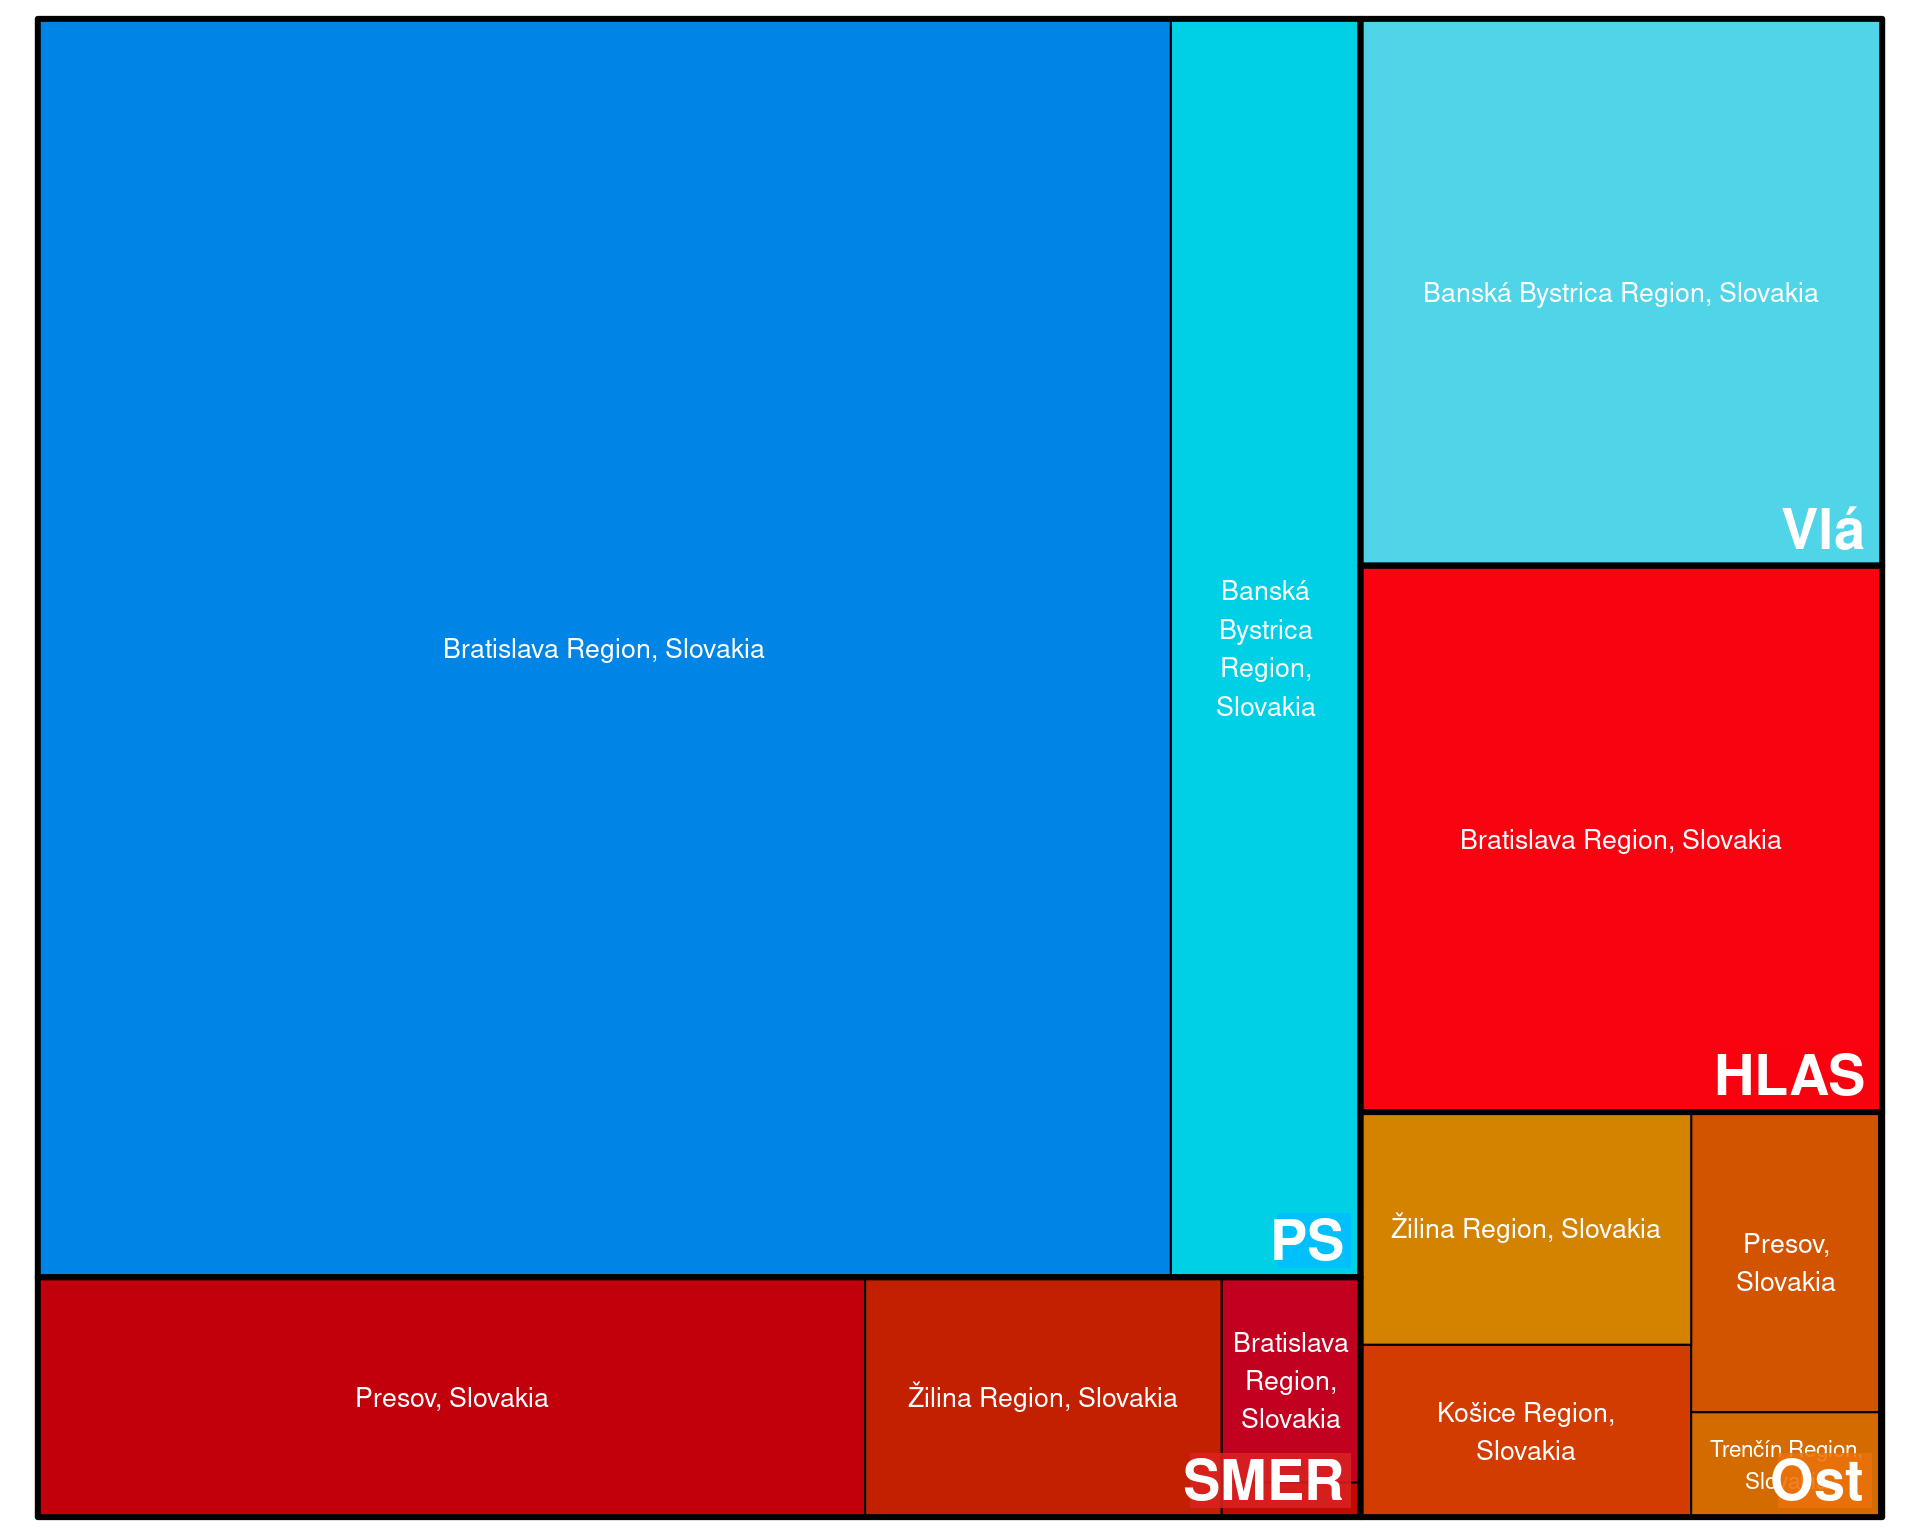 Bratislava Region, Slovakia
Banská
Bystrica
Region,
Slovakia
PS
Banská Bystrica Region, Slovakia
Vlá
Bratislava Region, Slovakia
HLAS
Presov, Slovakia
Žilina Region, Slovakia
Bratislava
Region,
Slovakia
SMER
Žilina Region, Slovakia
Presov,
Slovakia
Košice Region,
Slovakia
Trenčín Region,
Ost